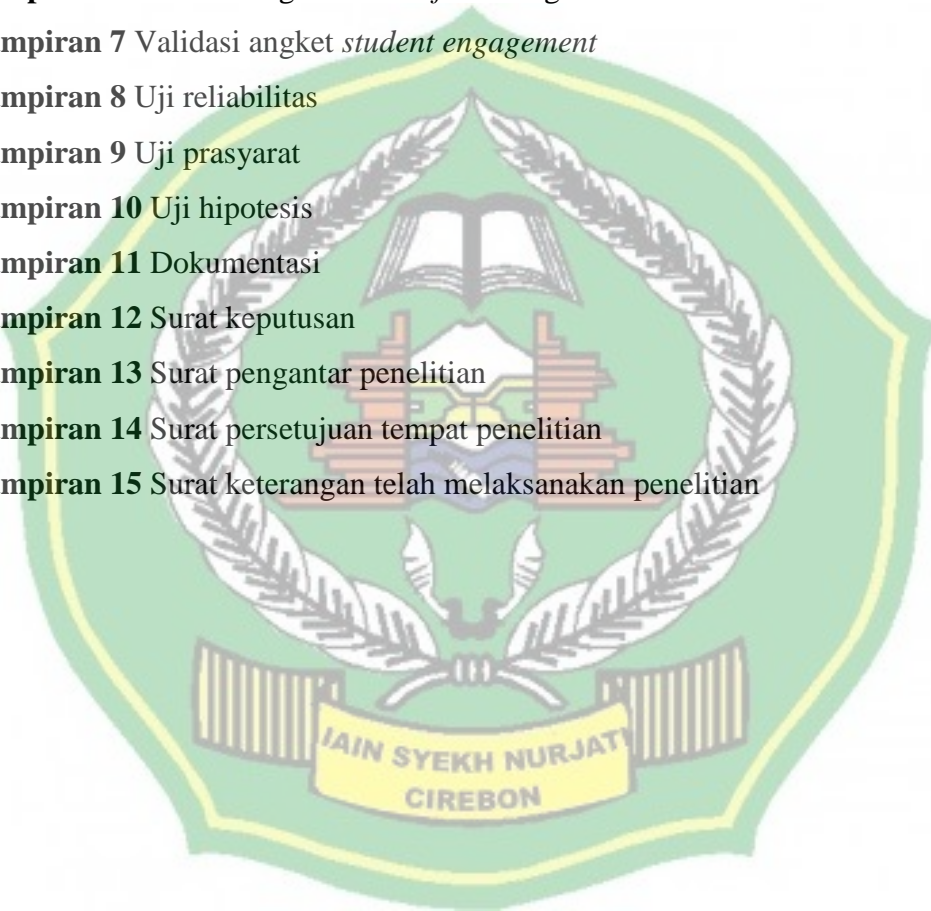 mpiran 7 Validasi angket student engagement
mpiran 8 Uji reliabilitas
mpiran 9 Uji prasyarat
mpiran 10 Uji hipotesis
mpiran 11 Dokumentasi
mpiran 12 Surat keputusan
mpiran 13 Surat pengantar penelitian
mpiran 14 Surat persetujuan tempat penelitian
mpiran 15 Surat keterangan telah melaksanakan penelitian
IAIN SYEKH NURJATI
CIREBON